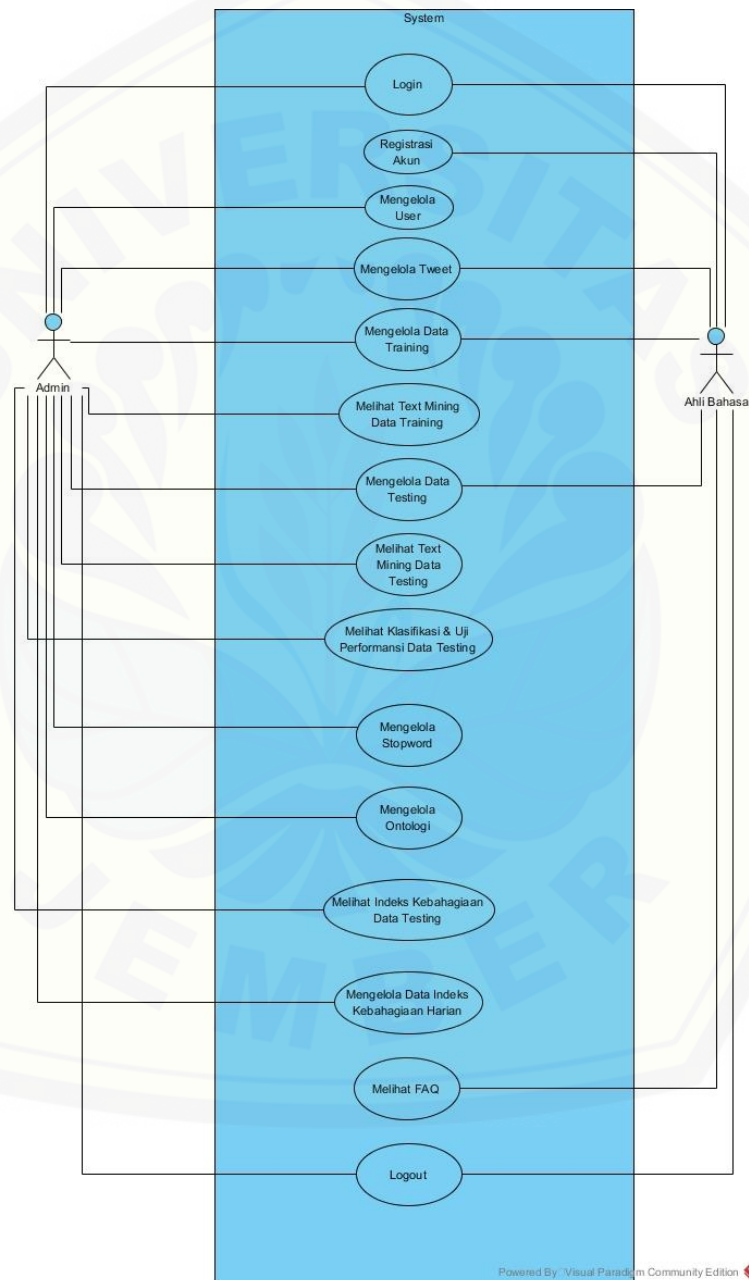 System
Login
Registrasi
Akun
Mengelola
User
Mengelola Tweet
Mengelola Data
Training
Admin
Ahli Bahasa
Melihat Text Mining
Data Training
Mengelola Data
Testing
Melihat Text
Mining Data
Testing
Melihat Klasifikasi & Uji
Performansi Data Testing
Mengelola
Stopword
Mengelola
Ontologi
Melihat Indeks Kebahagiaan
Data Testing
Mengelola Data Indeks
Kebahagiaan Harian
Melihat FAQ
Logout
UNIVERSITAS
JEMBER
Powered By Visual Paradigm Community Edition